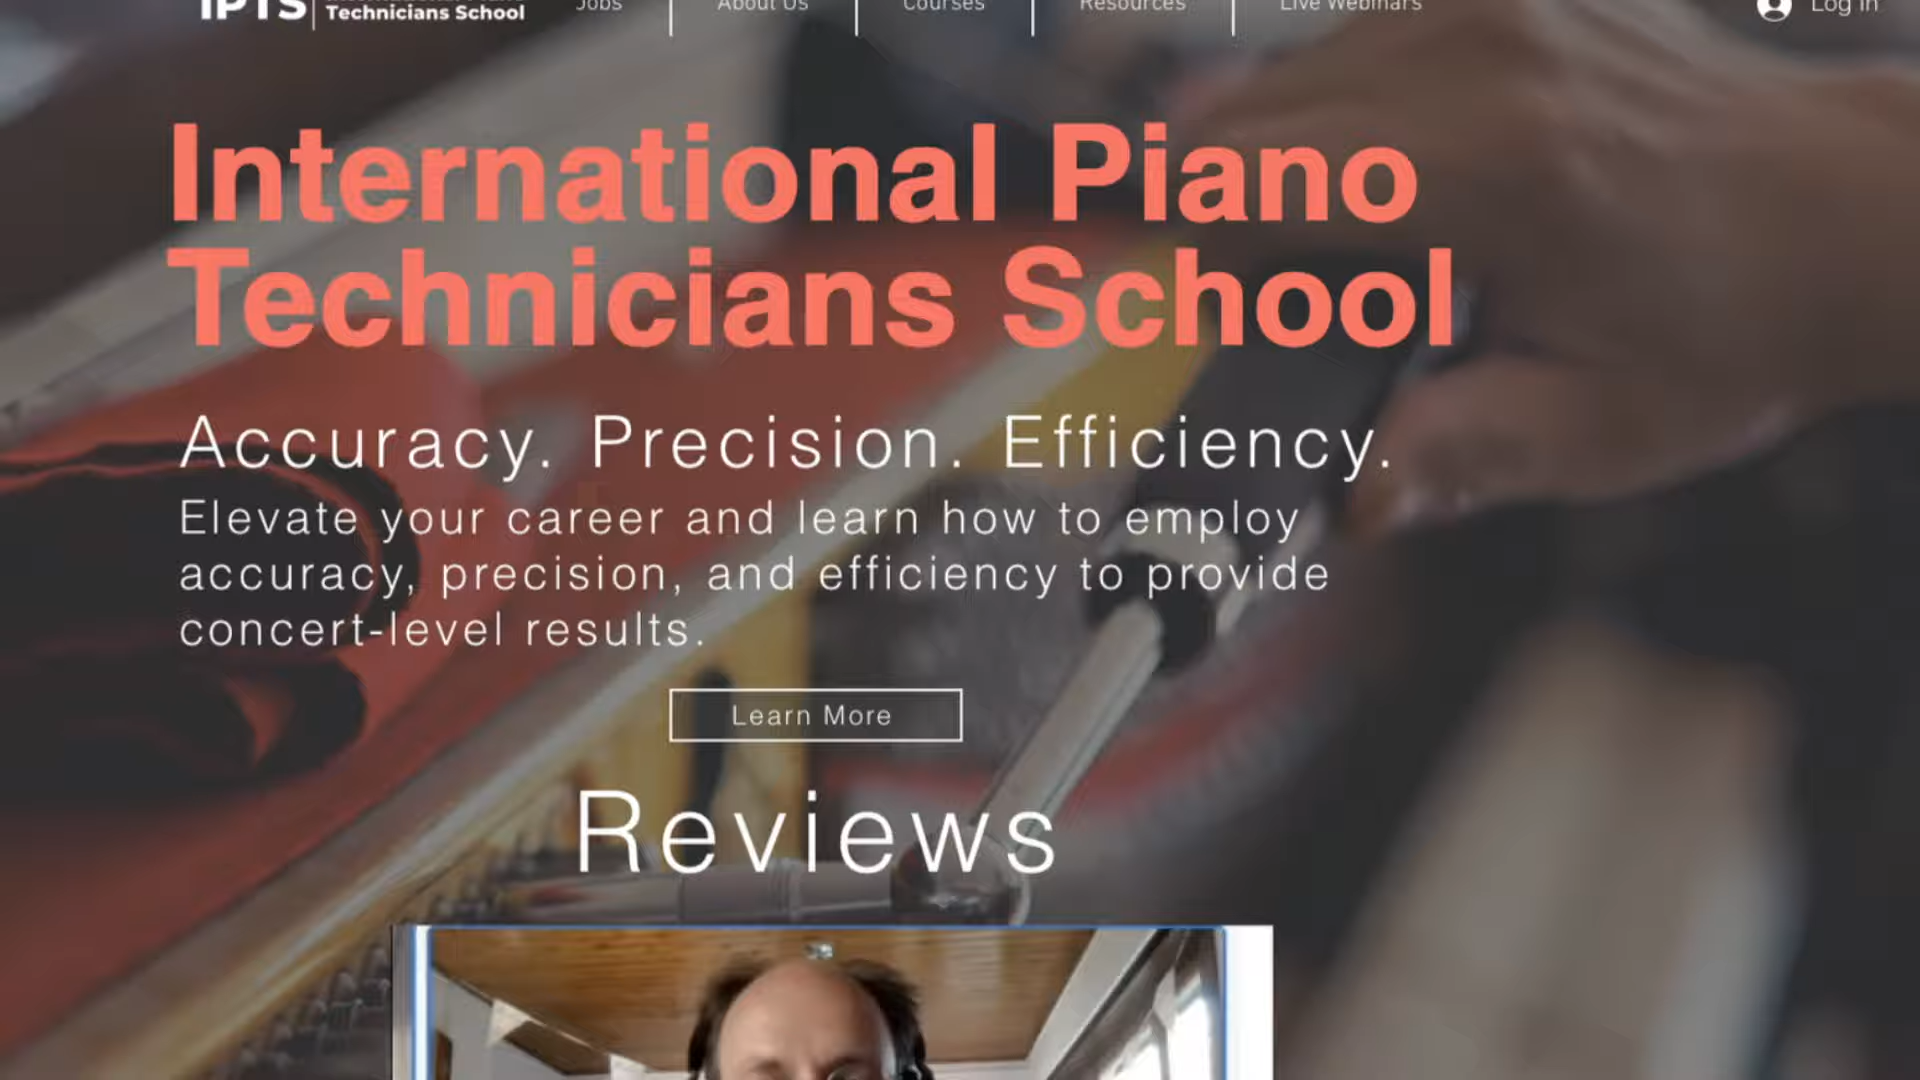 IPTS
Technicians School
Jobs
About Us
Courses
Resources
Live Webinars
Log In
International Piano
Technicians School
Accuracy. Precision. Efficiency.
Elevate your career and learn how to employ
accuracy, precision, and efficiency to provide
concert-level results.
Learn More
Reviews